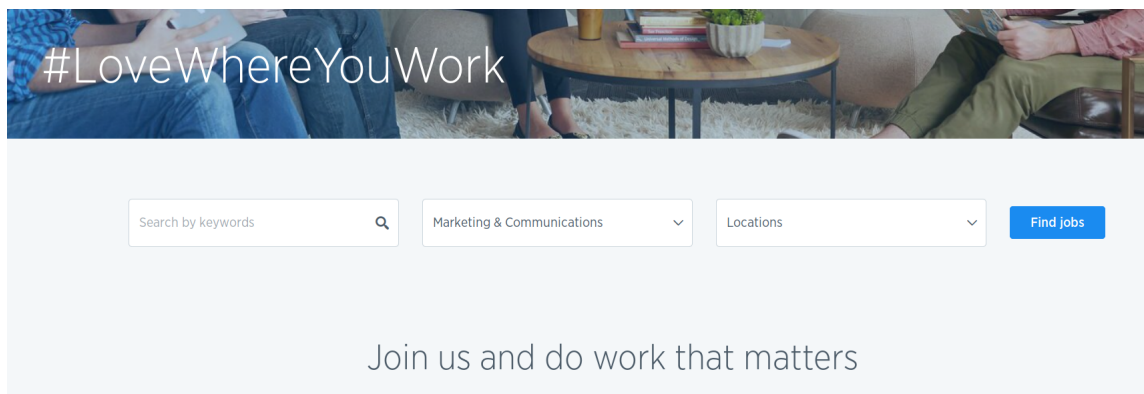 #LoveWhereYouWork
Search by keywords
Marketing & Communications
Locations
Find jobs
Join us and do work that matters